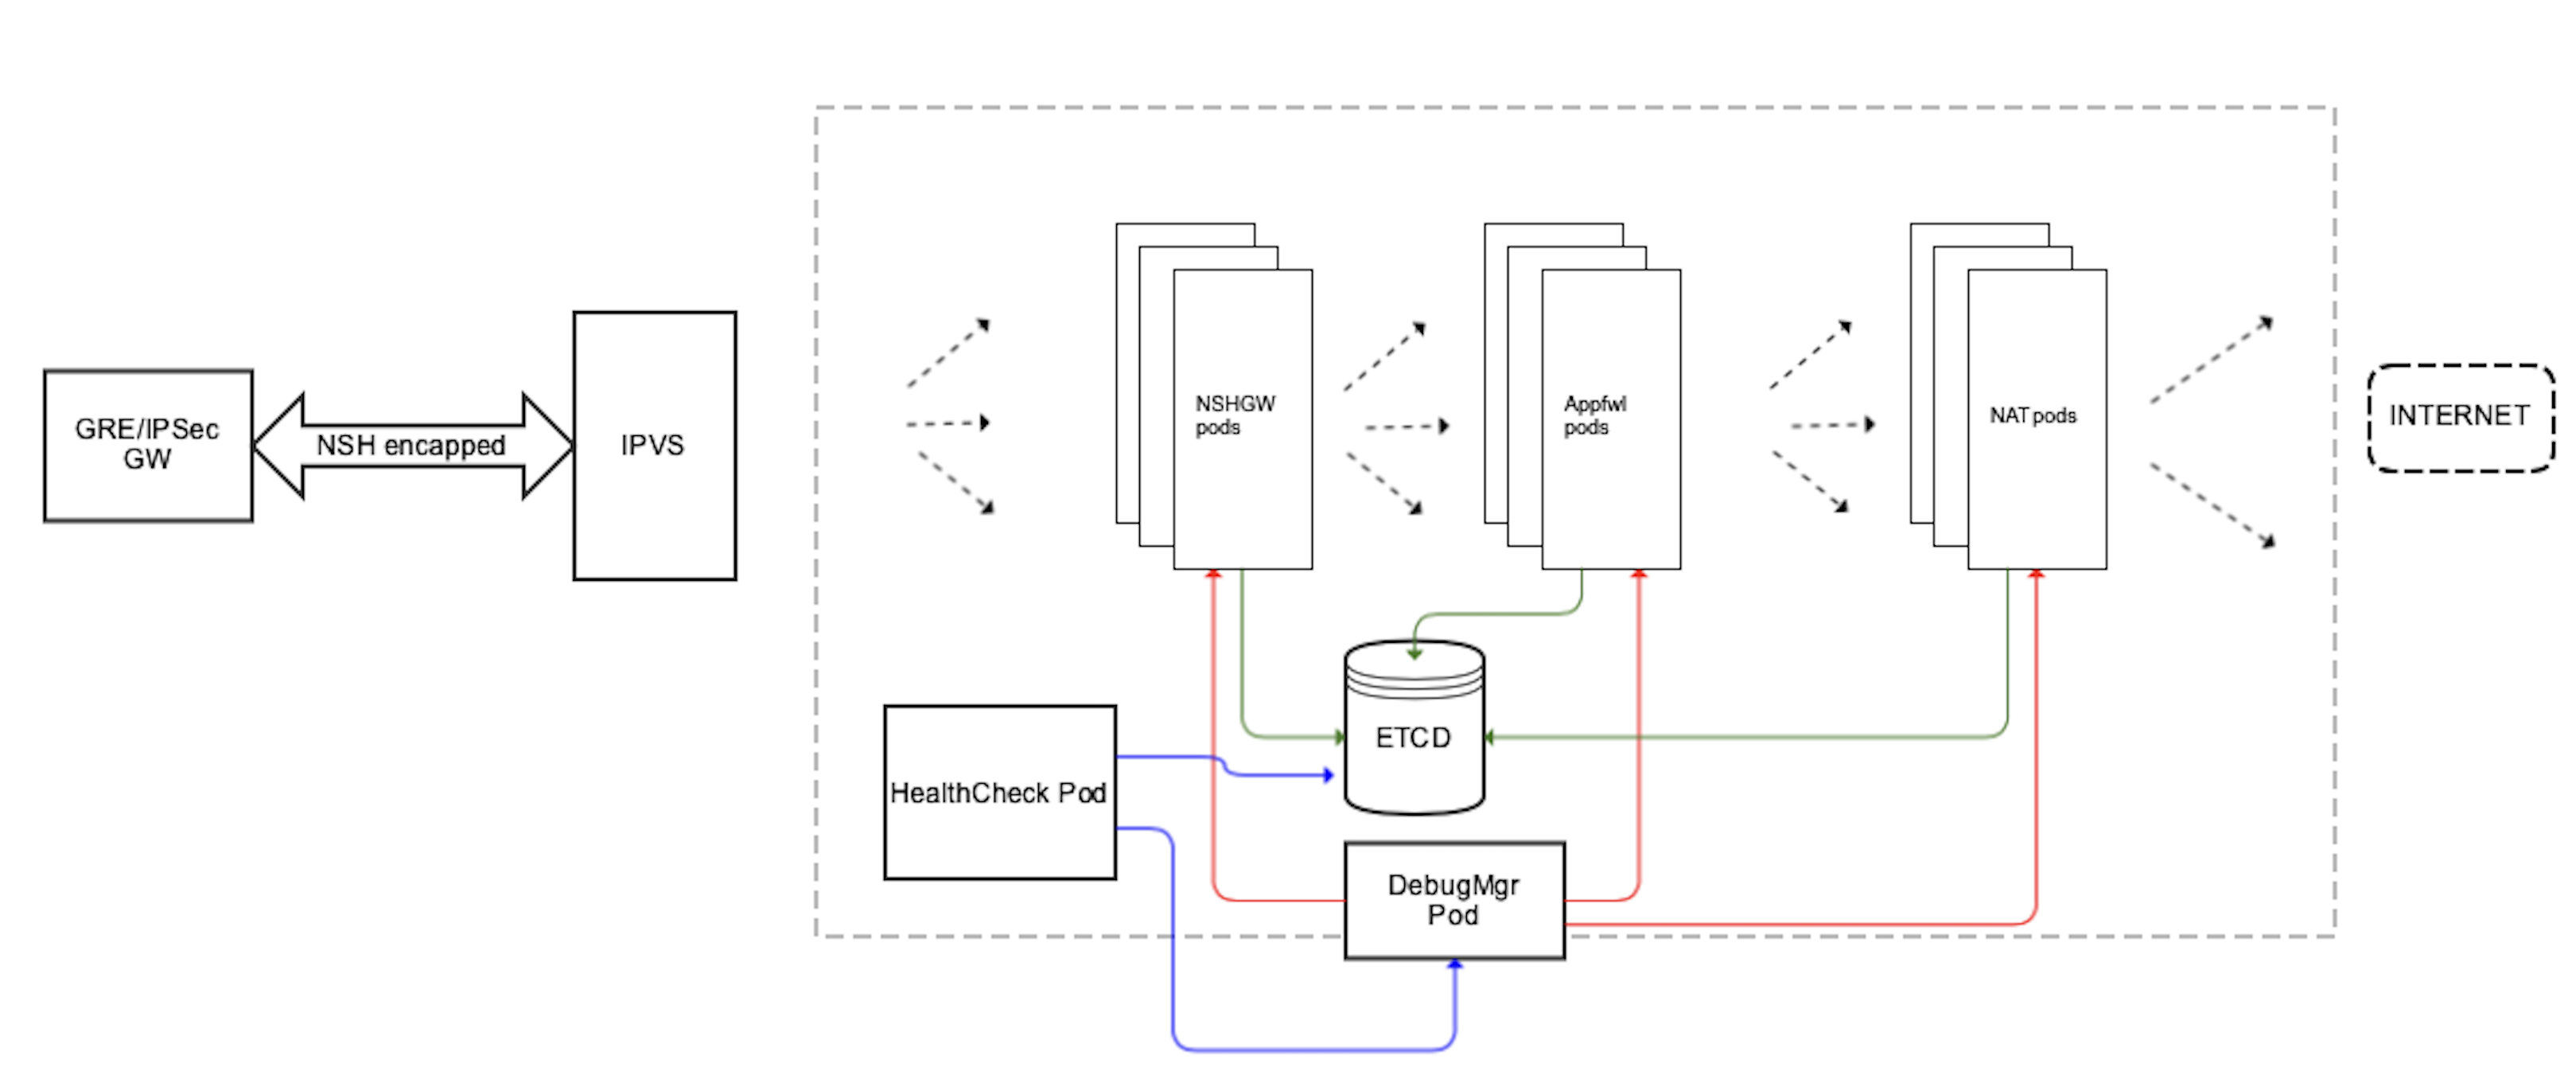 GRE/IPSec
GW
NSH encapped
IPVS
NSHGW
pods
Appfwl
pods
NAT pods
INTERNET
ETCD
HealthCheck Pod
DebugMgr
Pod